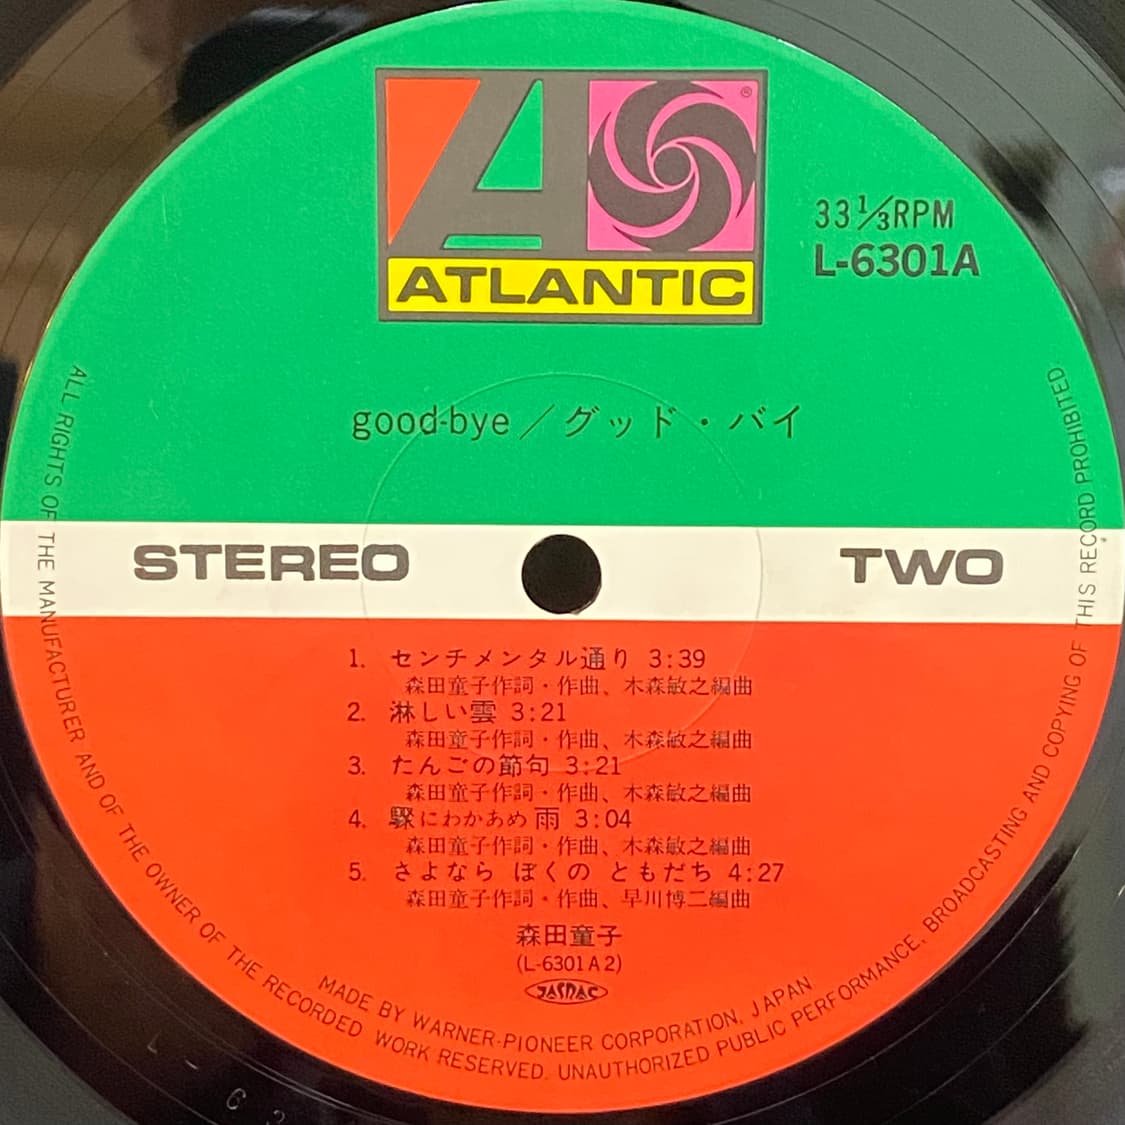 ATLANTIC
®
33 1/3 RPM
L-6301A
good-bye／グッド・バイ
STEREO
TWO
1. センチメンタル通り 3:39
森田童子作詞・作曲、木森敏之編曲
2. 淋しい雲 3:21
森田童子作詞・作曲、木森敏之編曲
3. たんごの節句 3:21
森田童子作詞・作曲、木森敏之編曲
4. 驟にわかあめ雨 3:04
森田童子作詞・作曲、木森敏之編曲
5. さよなら ぼくの ともだち 4:27
森田童子作詞・作曲、早川博二編曲
森田童子
(L-6301A2)
JASRAC
MADE BY WARNER-PIONEER CORPORATION, JAPAN
ALL RIGHTS OF THE MANUFACTURER AND OF THE OWNER OF THE RECORDED WORK RESERVED. UNAUTHORIZED PUBLIC PERFORMANCE, BROADCASTING AND COPYING OF THIS RECORD PROHIBITED.